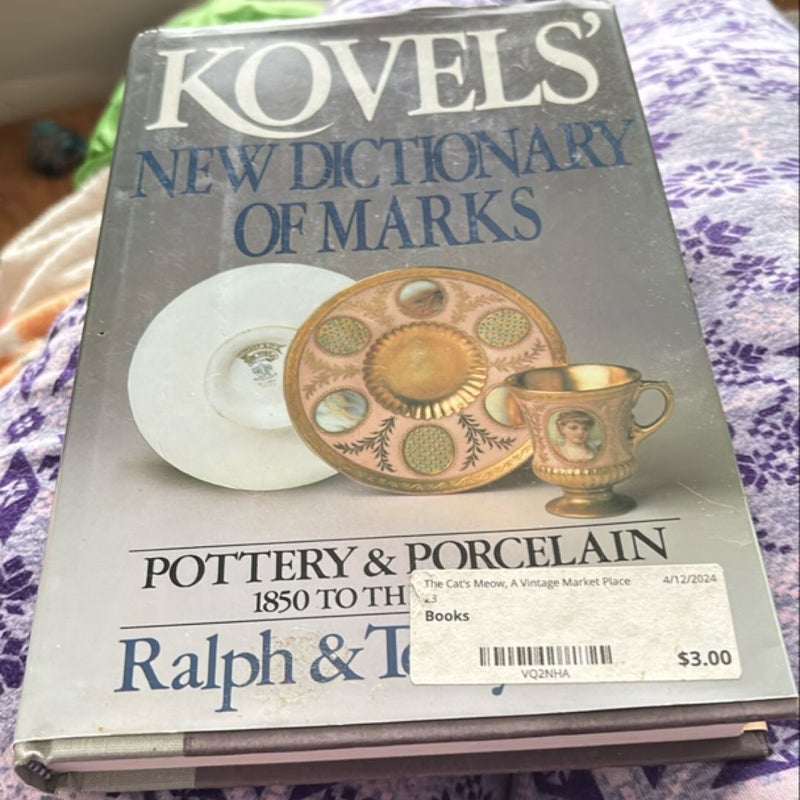 KOVELS'
NEW DICTIONARY
OF MARKS
POTTERY & PORCELAIN
1850 TO TH
Ralph & T
The Cat's Meow, A Vintage Market Place 4/12/2024
23
Books
VQ2NHA
$3.00